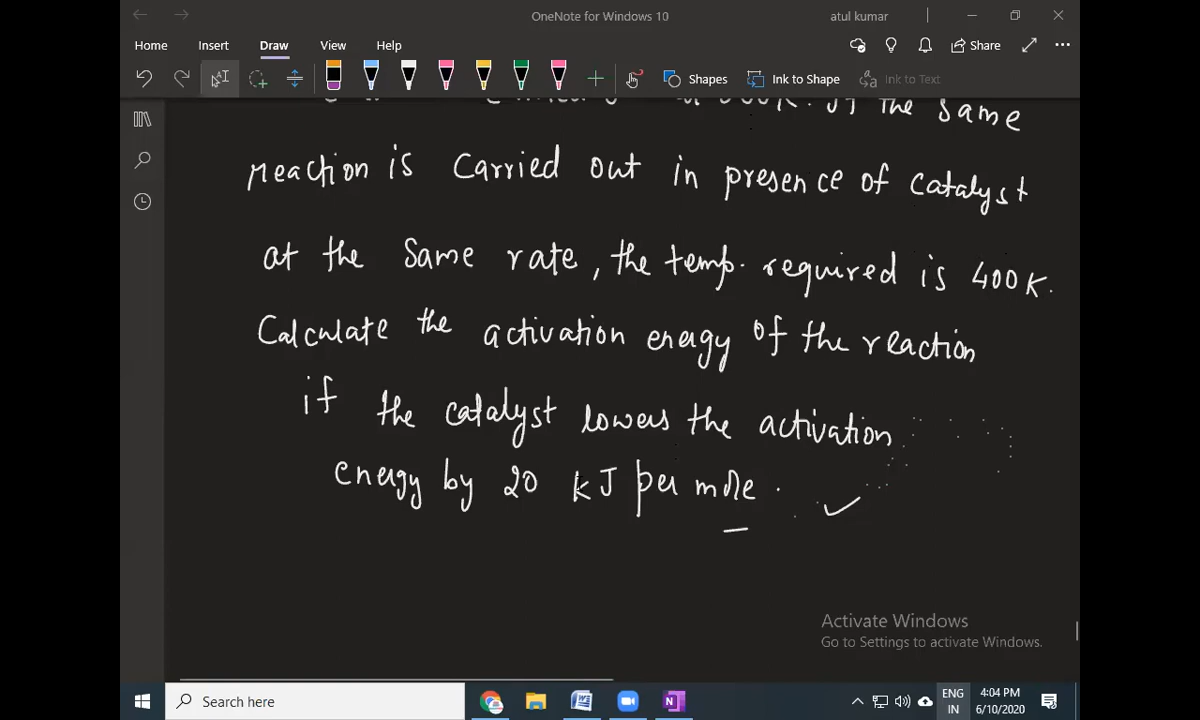 OneNote for Windows 10
atul kumar
Home Insert Draw View Help
Share
Shapes
Ink to Shape
Ink to Text
the same
reaction is carried out in presence of catalyst
at the same rate, the temp. required is 400K.
Calculate the activation energy of the reaction
if the catalyst lowers the activation
energy by 20 kJ per mole.
Activate Windows
Go to Settings to activate Windows.
Search here
ENG
IN
4:04 PM
6/10/2020